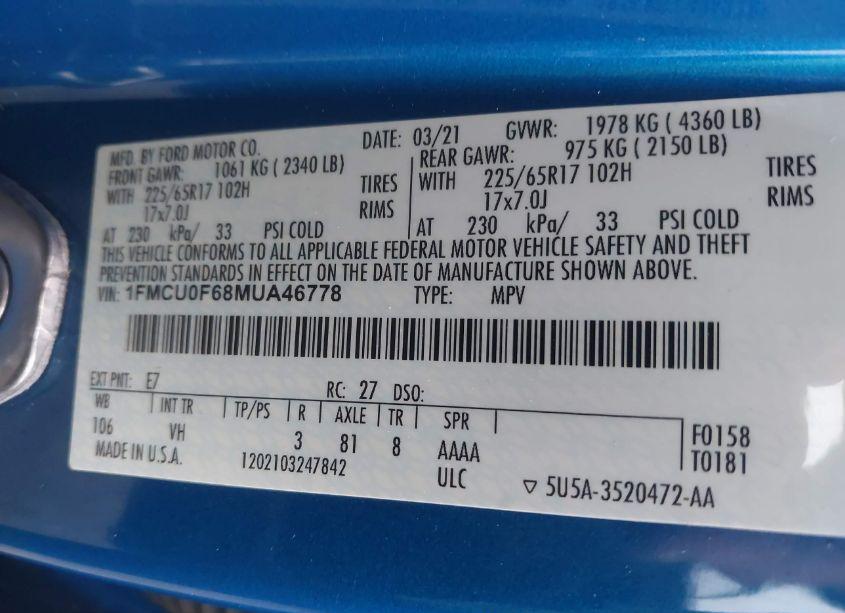 MFD. BY FORD MOTOR CO. DATE: 03/21 GVWR: 1978 KG ( 4360 LB)
FRONT GAWR: 1061 KG ( 2340 LB) REAR GAWR: 975 KG ( 2150 LB)
WITH 225/65R17 102H TIRES WITH 225/65R17 102H TIRES
17x7.0J RIMS 17x7.0J RIMS
AT 230 kPa/ 33 PSI COLD AT 230 kPa/ 33 PSI COLD
THIS VEHICLE CONFORMS TO ALL APPLICABLE FEDERAL MOTOR VEHICLE SAFETY AND THEFT
PREVENTION STANDARDS IN EFFECT ON THE DATE OF MANUFACTURE SHOWN ABOVE.
VIN: 1FMCU0F68MUA46778 TYPE: MPV
EXT PNT: E7 RC: 27 DSO:
WB INT TR TP/PS R AXLE TR SPR
106 VH 3 81 8 AAAA F0158
MADE IN U.S.A. 1202103247842 ULC T0181
▽ 5U5A-3520472-AA